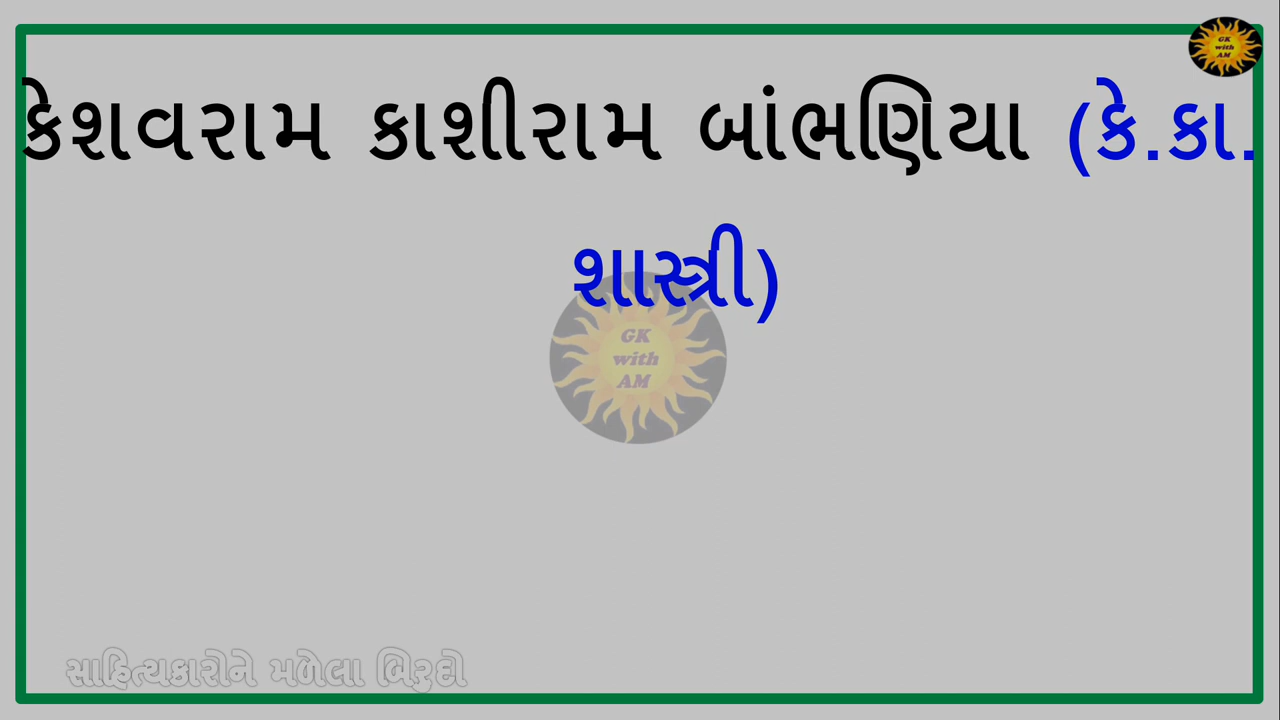 GK
with
AM
કેશવરામ કાશીરામ બાંભણિયા (કે.કા.
શાસ્ત્રી)
GK
with
AM
સાહિત્યકારોને મળેલા બિરૂદો